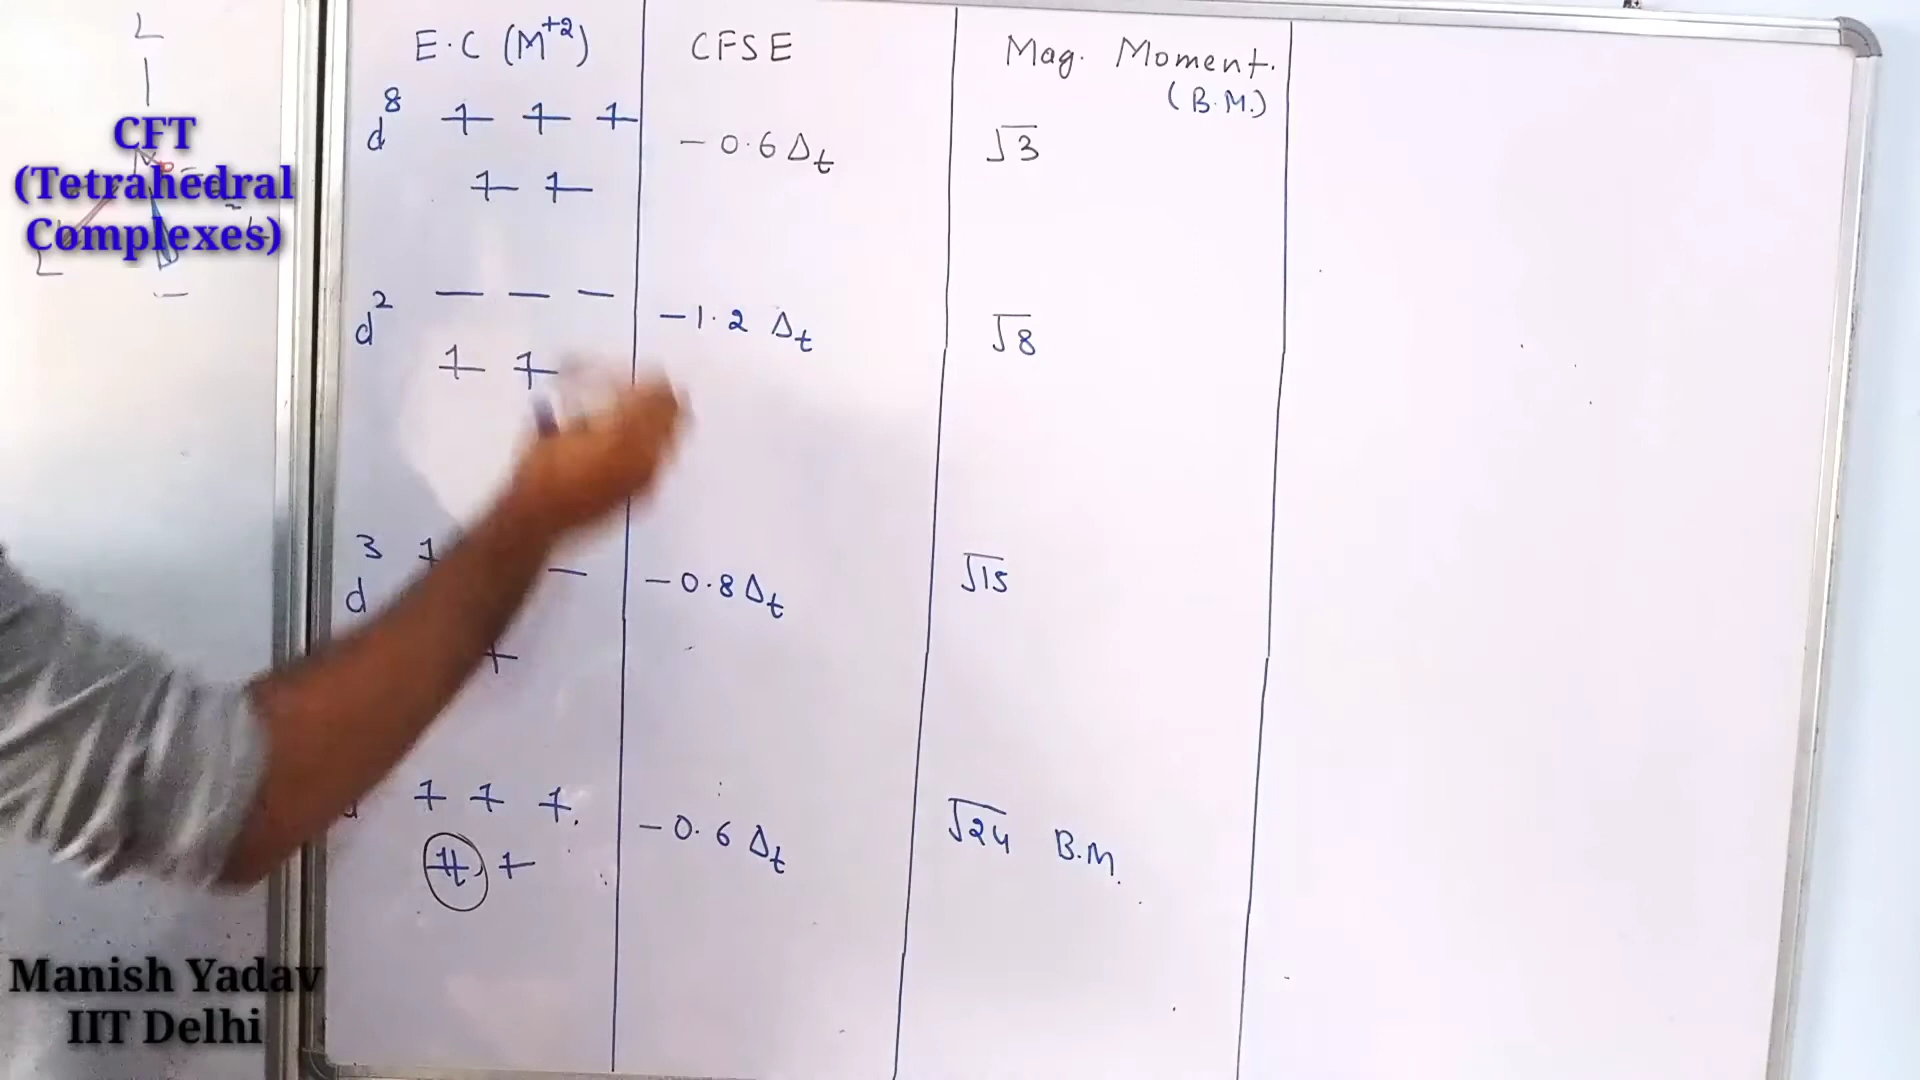 L
CFT
(Tetrahedral
Complexes)
L
Manish Yadav
IIT Delhi
E.C (M+2) CFSE Mag. Moment.
(B.M.)
d8 -0.6 Δt √3
d2 -1.2 Δt √8
d3 -0.8 Δt √15
-0.6 Δt √24 B.M.